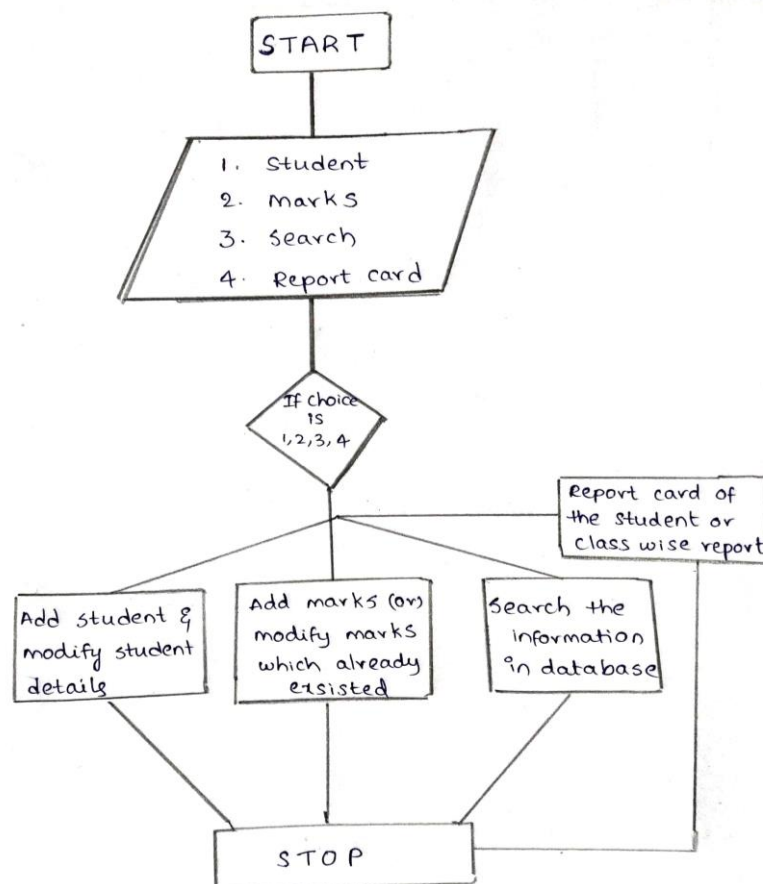 START
1. Student
2. marks
3. Search
4. Report card
If choice
is
1,2,3,4
Report card of
the student or
class wise report
Add student &
modify student
details
Add marks (or)
modify marks
which already
ersisted
Search the
information
in database
STOP